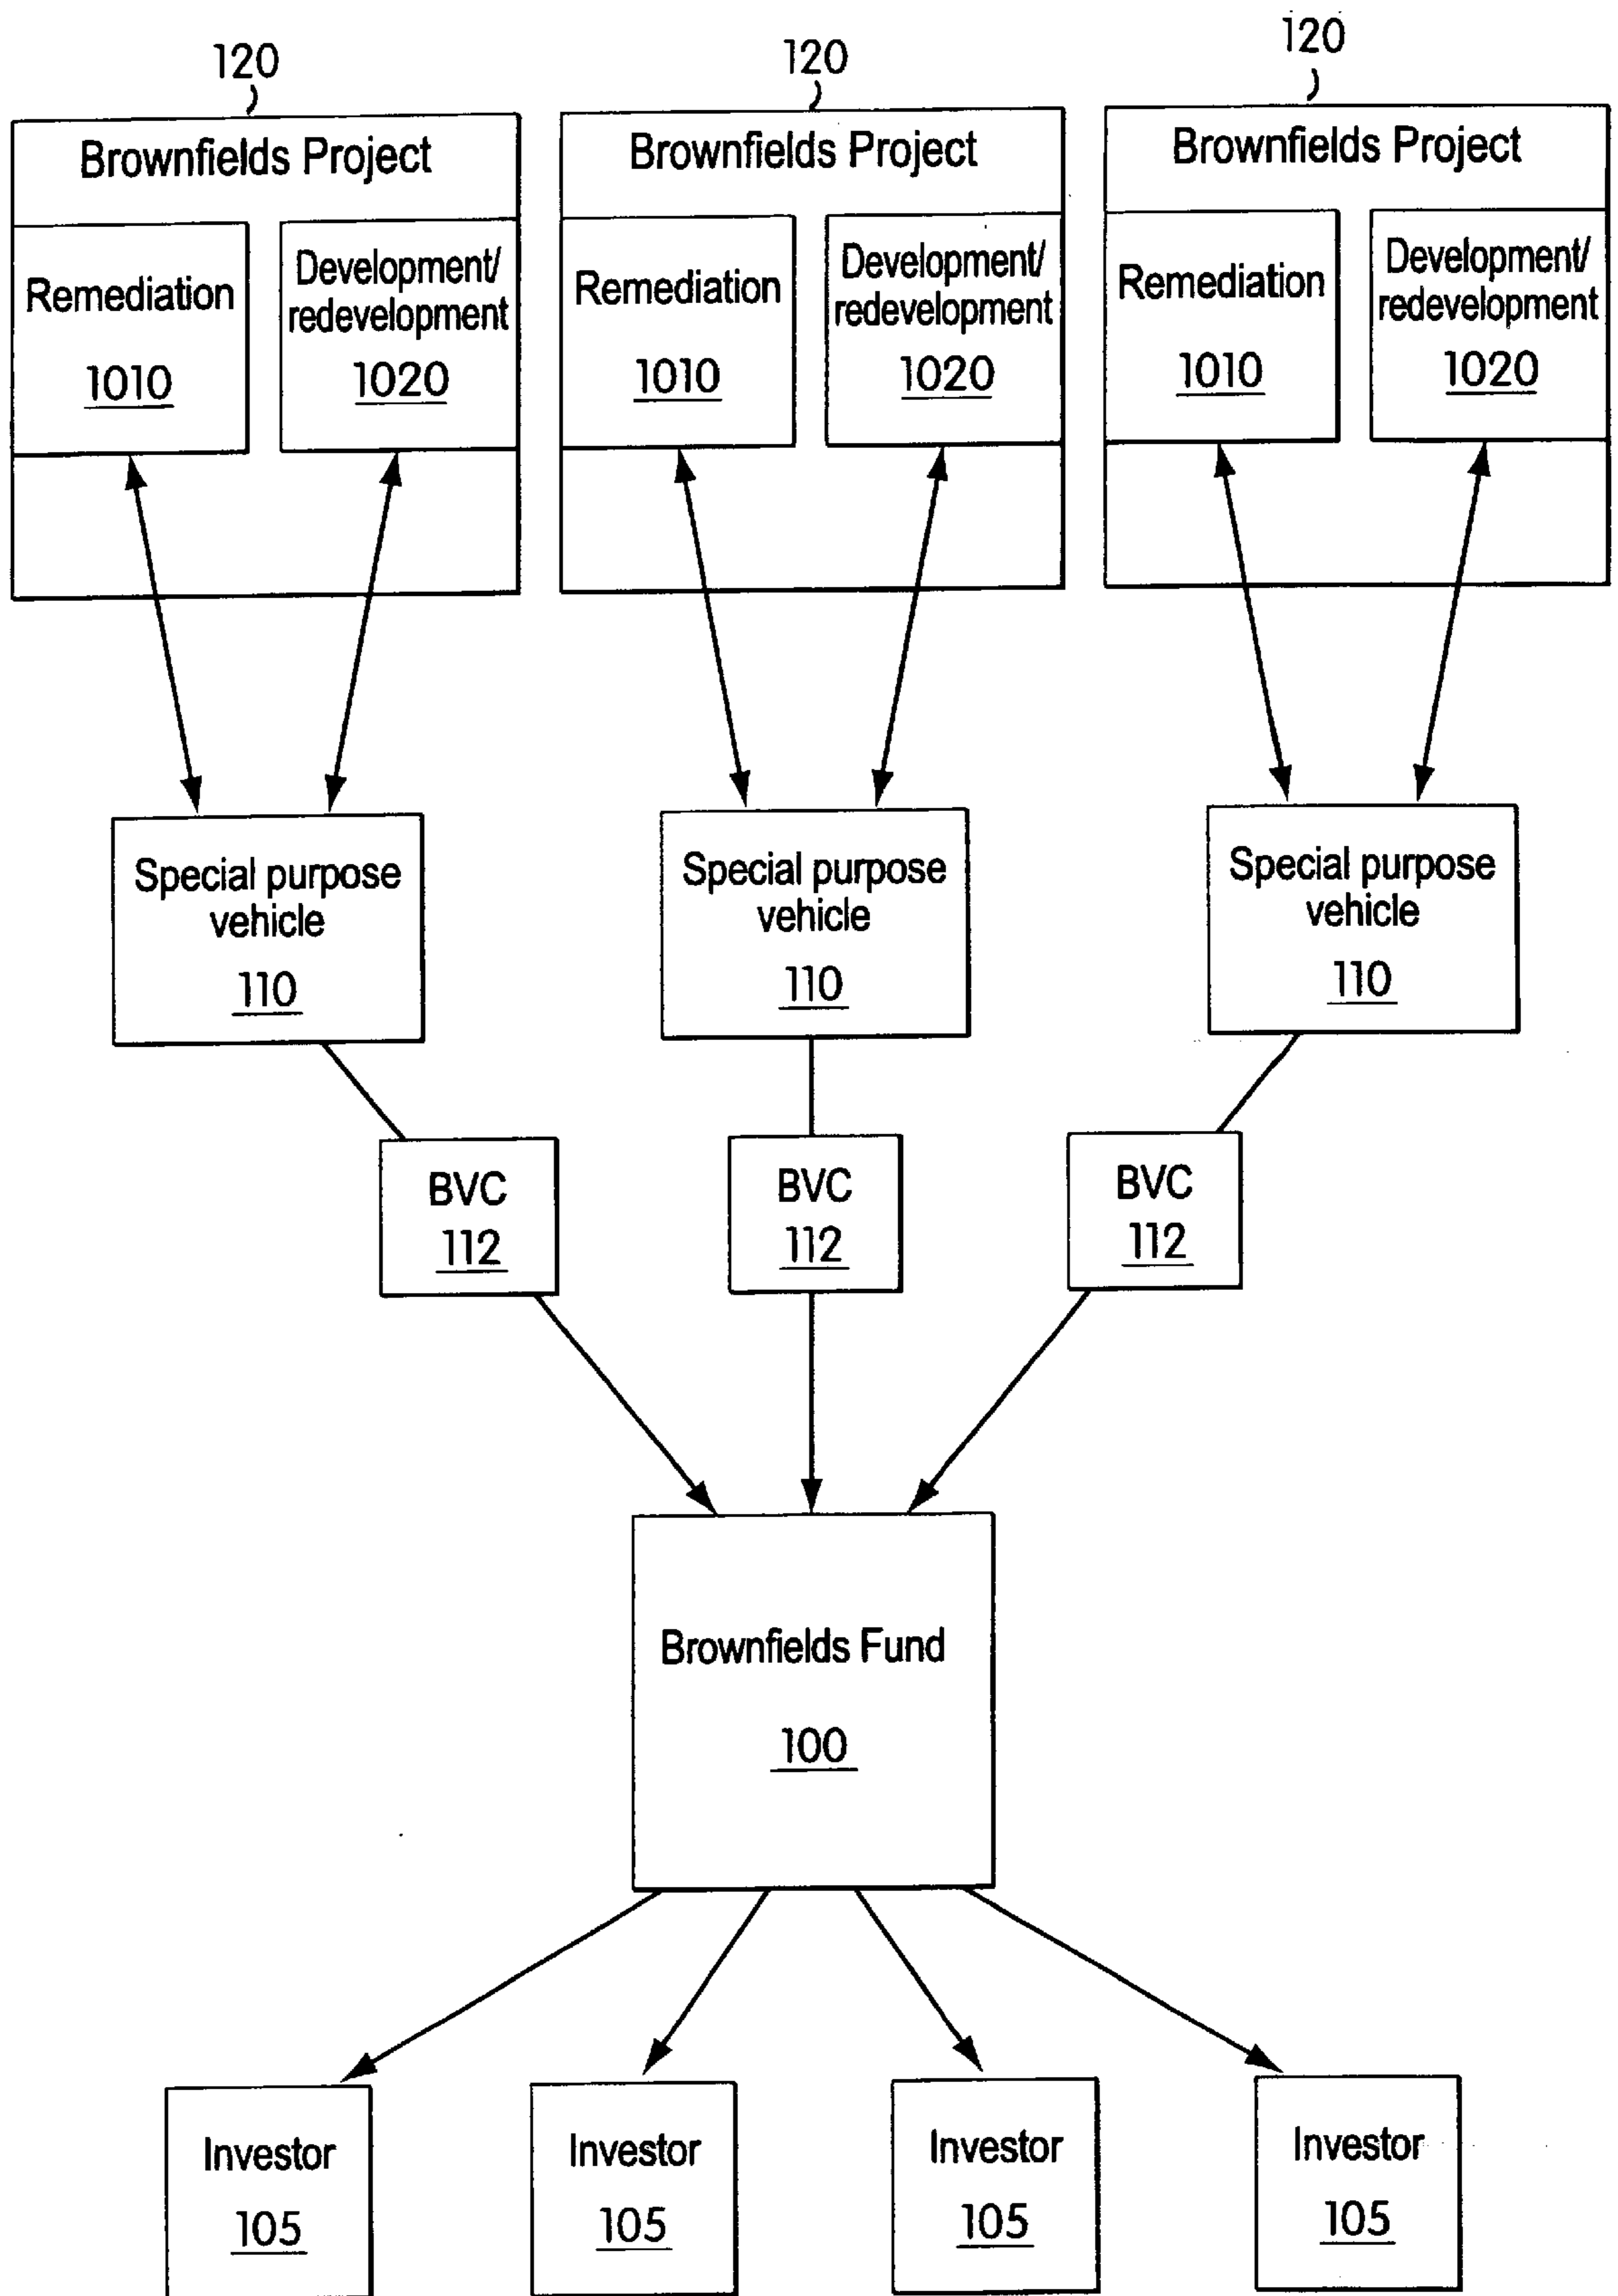 120
120
120
Brownfields Project
Brownfields Project
Brownfields Project
Remediation
1010
Development/
redevelopment
1020
Remediation
1010
Development/
redevelopment
1020
Remediation
1010
Development/
redevelopment
1020
Special purpose
vehicle
110
Special purpose
vehicle
110
Special purpose
vehicle
110
BVC
112
BVC
112
BVC
112
Brownfields Fund
100
Investor
105
Investor
105
Investor
105
Investor
105